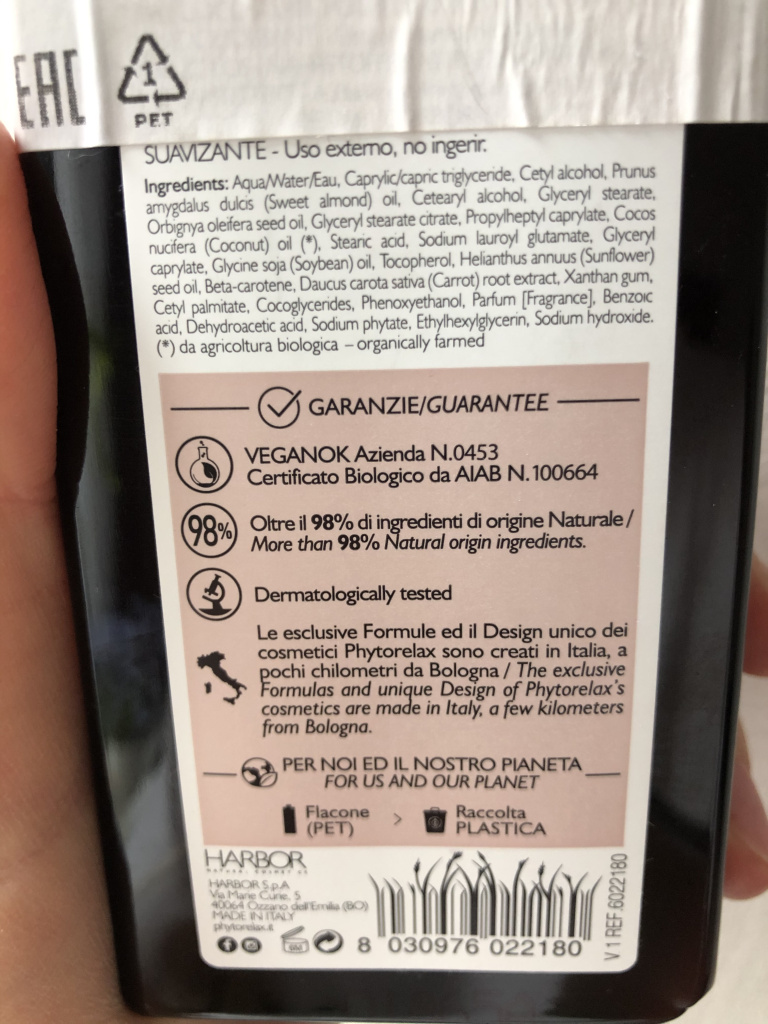 EAC
1
PET
SUAVIZANTE - Uso externo, no ingerir.
Ingredients: Aqua/Water/Eau, Caprylic/capric triglyceride, Cetyl alcohol, Prunus
amygdalus dulcis (Sweet almond) oil, Cetearyl alcohol, Glyceryl stearate,
Orbignya oleifera seed oil, Glyceryl stearate citrate, Propylheptyl caprylate, Cocos
nucifera (Coconut) oil (*), Stearic acid, Sodium lauroyl glutamate, Glyceryl
caprylate, Glycine soja (Soybean) oil, Tocopherol, Helianthus annuus (Sunflower)
seed oil, Beta-carotene, Daucus carota sativa (Carrot) root extract, Xanthan gum,
Cetyl palmitate, Cocoglycerides, Phenoxyethanol, Parfum [Fragrance], Benzoic
acid, Dehydroacetic acid, Sodium phytate, Ethylhexylglycerin, Sodium hydroxide.
(*) da agricoltura biologica – organically farmed
GARANZIE/GUARANTEE
VEGANOK Azienda N.0453
Certificato Biologico da AIAB N.100664
98%
Oltre il 98% di ingredienti di origine Naturale /
More than 98% Natural origin ingredients.
Dermatologically tested
Le esclusive Formule ed il Design unico dei
cosmetici Phytorelax sono creati in Italia, a
pochi chilometri da Bologna / The exclusive
Formulas and unique Design of Phytorelax's
cosmetics are made in Italy, a few kilometers
from Bologna.
PER NOI ED IL NOSTRO PIANETA
FOR US AND OUR PLANET
Flacone
(PET)
>
Raccolta
PLASTICA
HARBOR
HARBOR S.p.A
Via Marie Curie, 5
40064 Ozzano dell'Emilia (BO)
MADE IN ITALY
phytorelax.it
8 030976 022180
V 1 REF.6022180